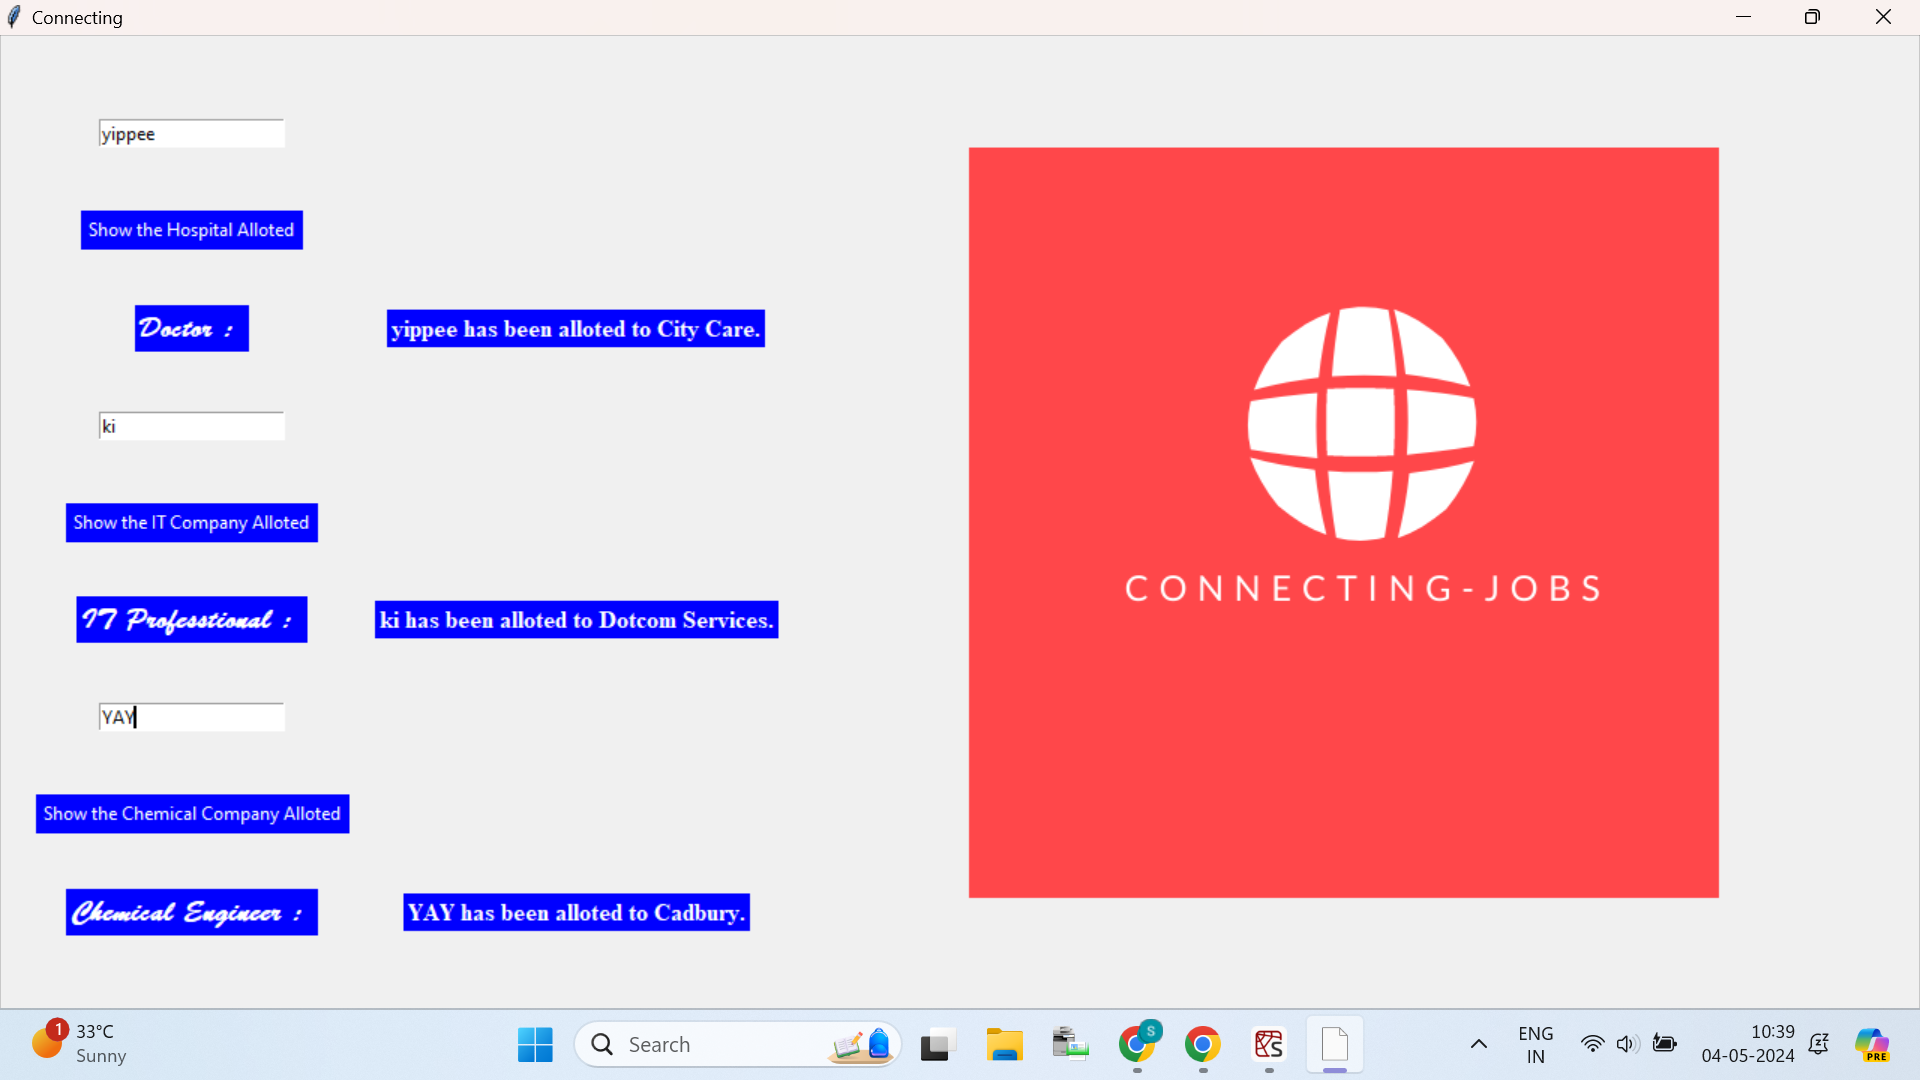 Connecting
yippee
Show the Hospital Alloted
Doctor :
yippee has been alloted to City Care.
ki
Show the IT Company Alloted
IT Professtional :
ki has been alloted to Dotcom Services.
YAY
Show the Chemical Company Alloted
Chemical Engineer :
YAY has been alloted to Cadbury.
CONNECTING-JOBS
1
33°C
Sunny
Search
S
ENG
IN
10:39
04-05-2024
PRE